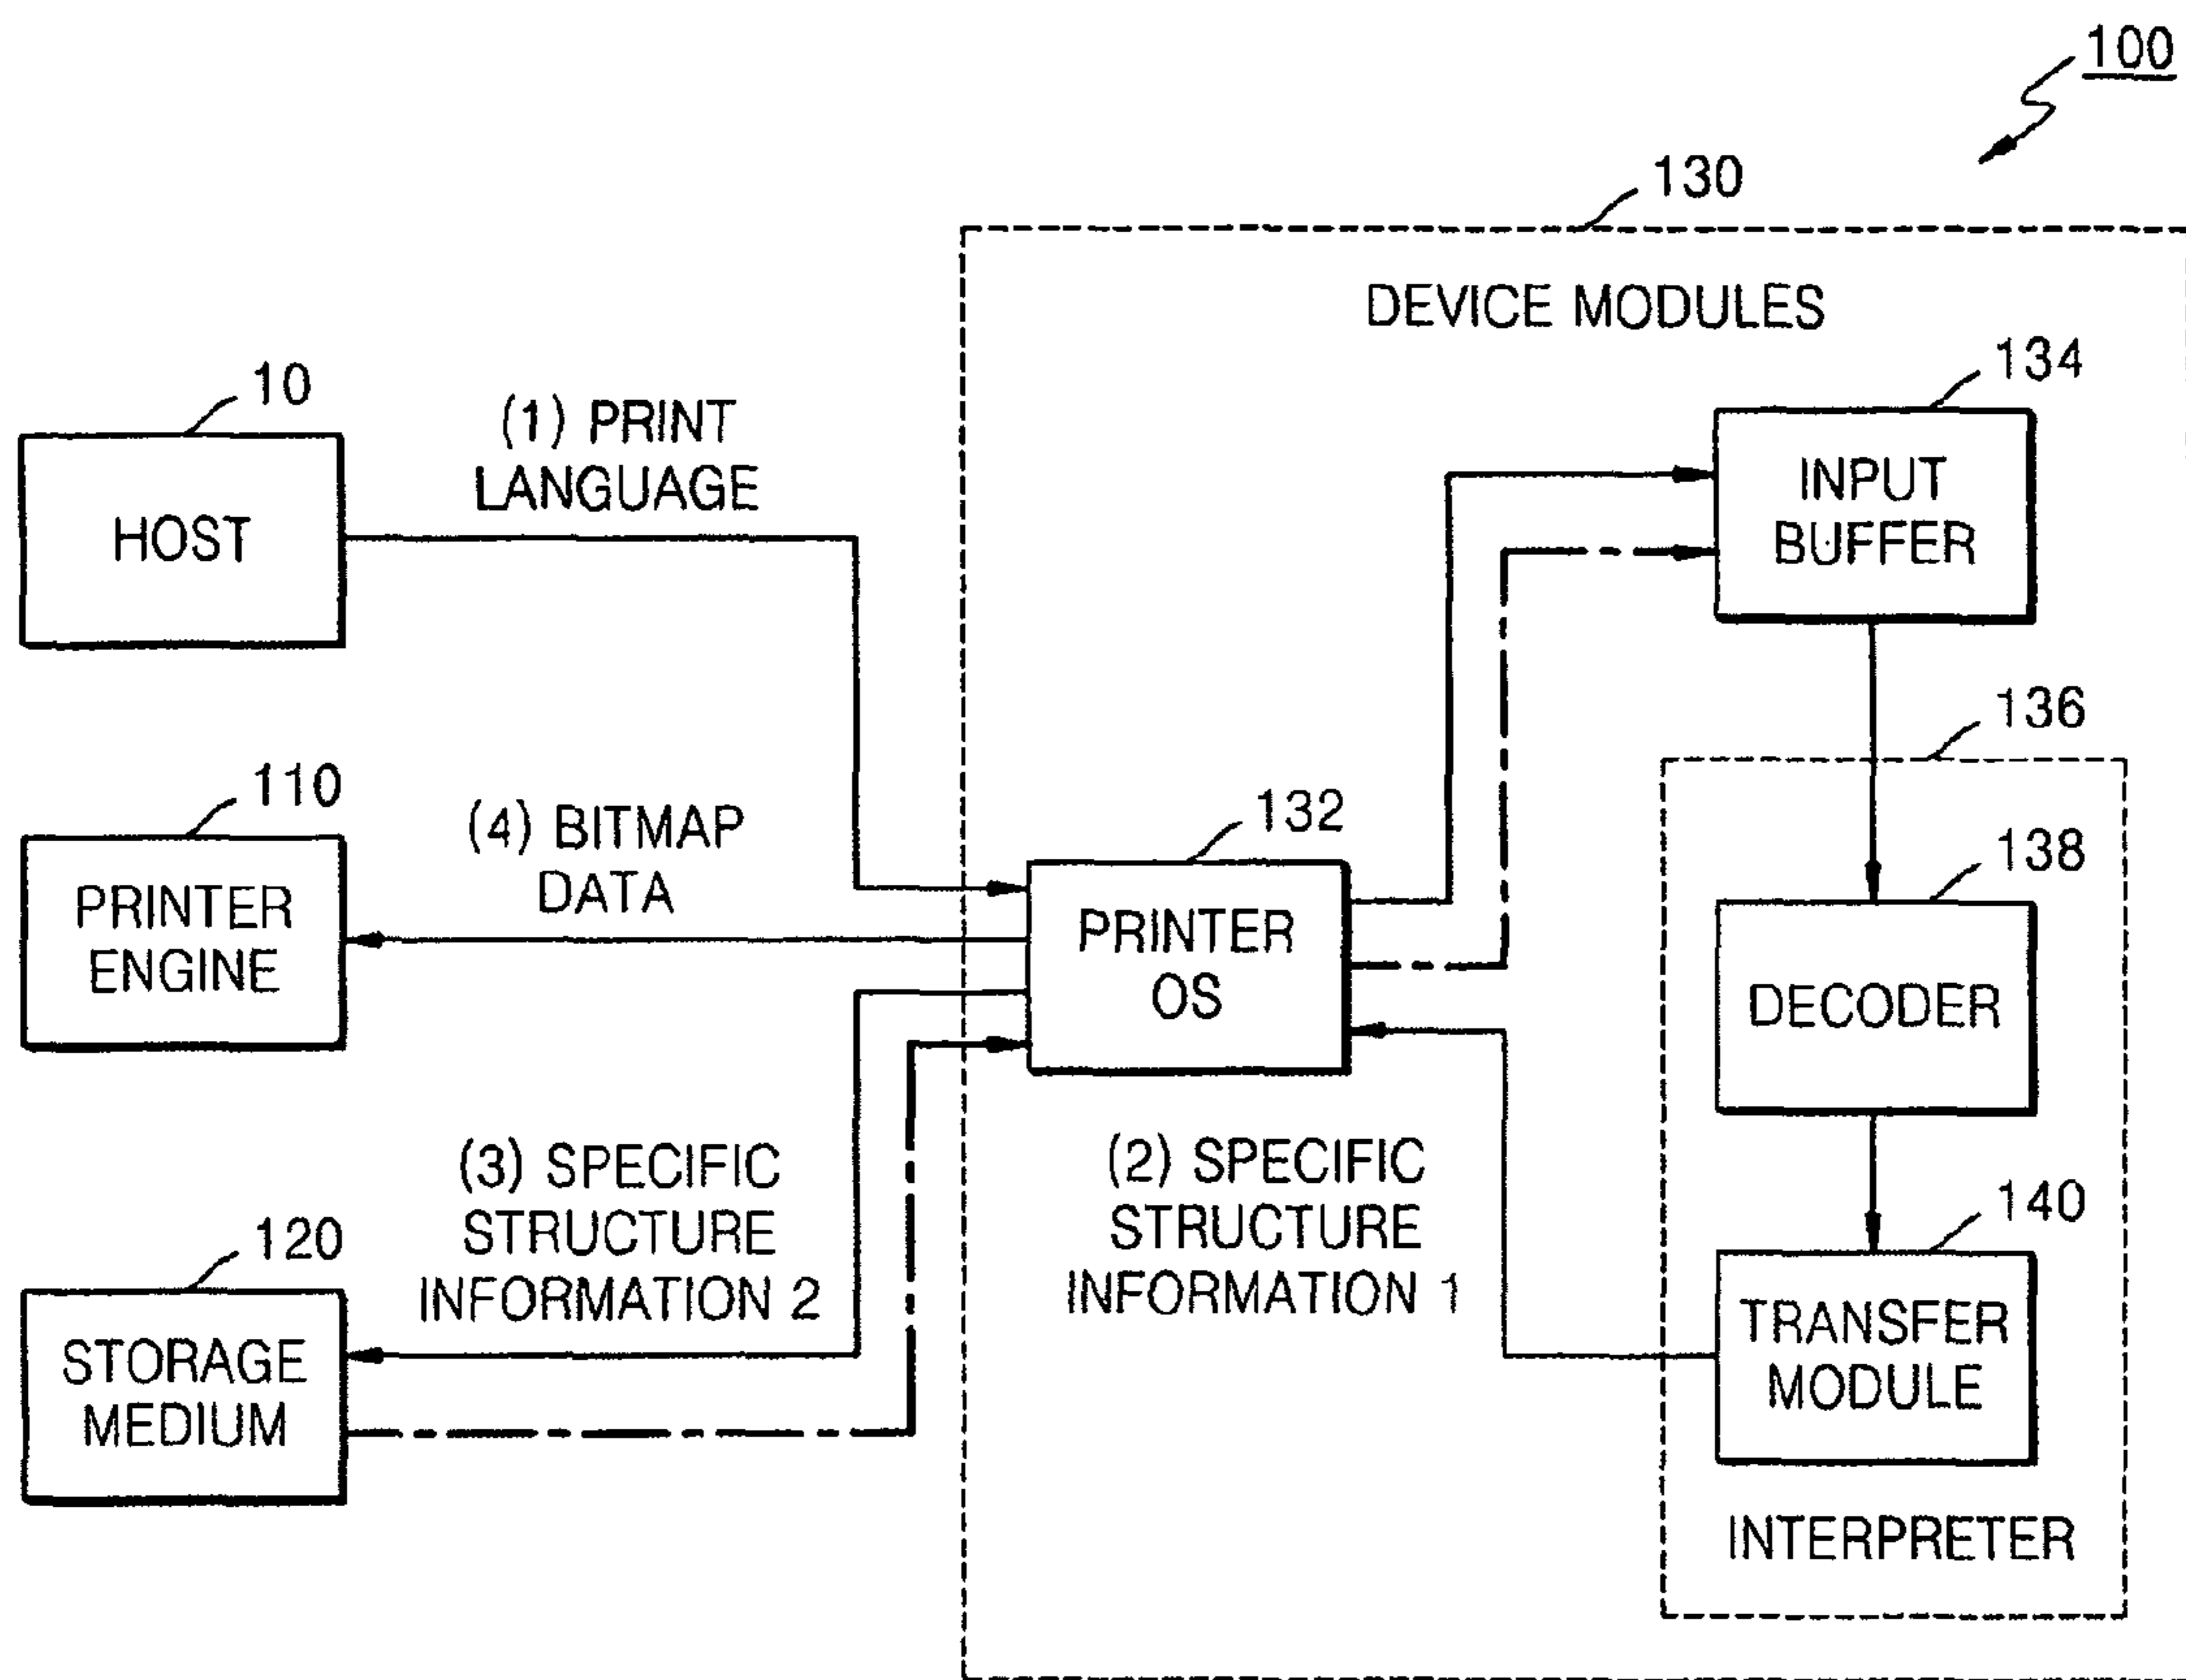 100
130
DEVICE MODULES
134
INPUT
BUFFER
10
HOST
(1) PRINT
LANGUAGE
136
110
PRINTER
ENGINE
(4) BITMAP
DATA
132
PRINTER
OS
138
DECODER
120
STORAGE
MEDIUM
(3) SPECIFIC
STRUCTURE
INFORMATION 2
(2) SPECIFIC
STRUCTURE
INFORMATION 1
140
TRANSFER
MODULE
INTERPRETER